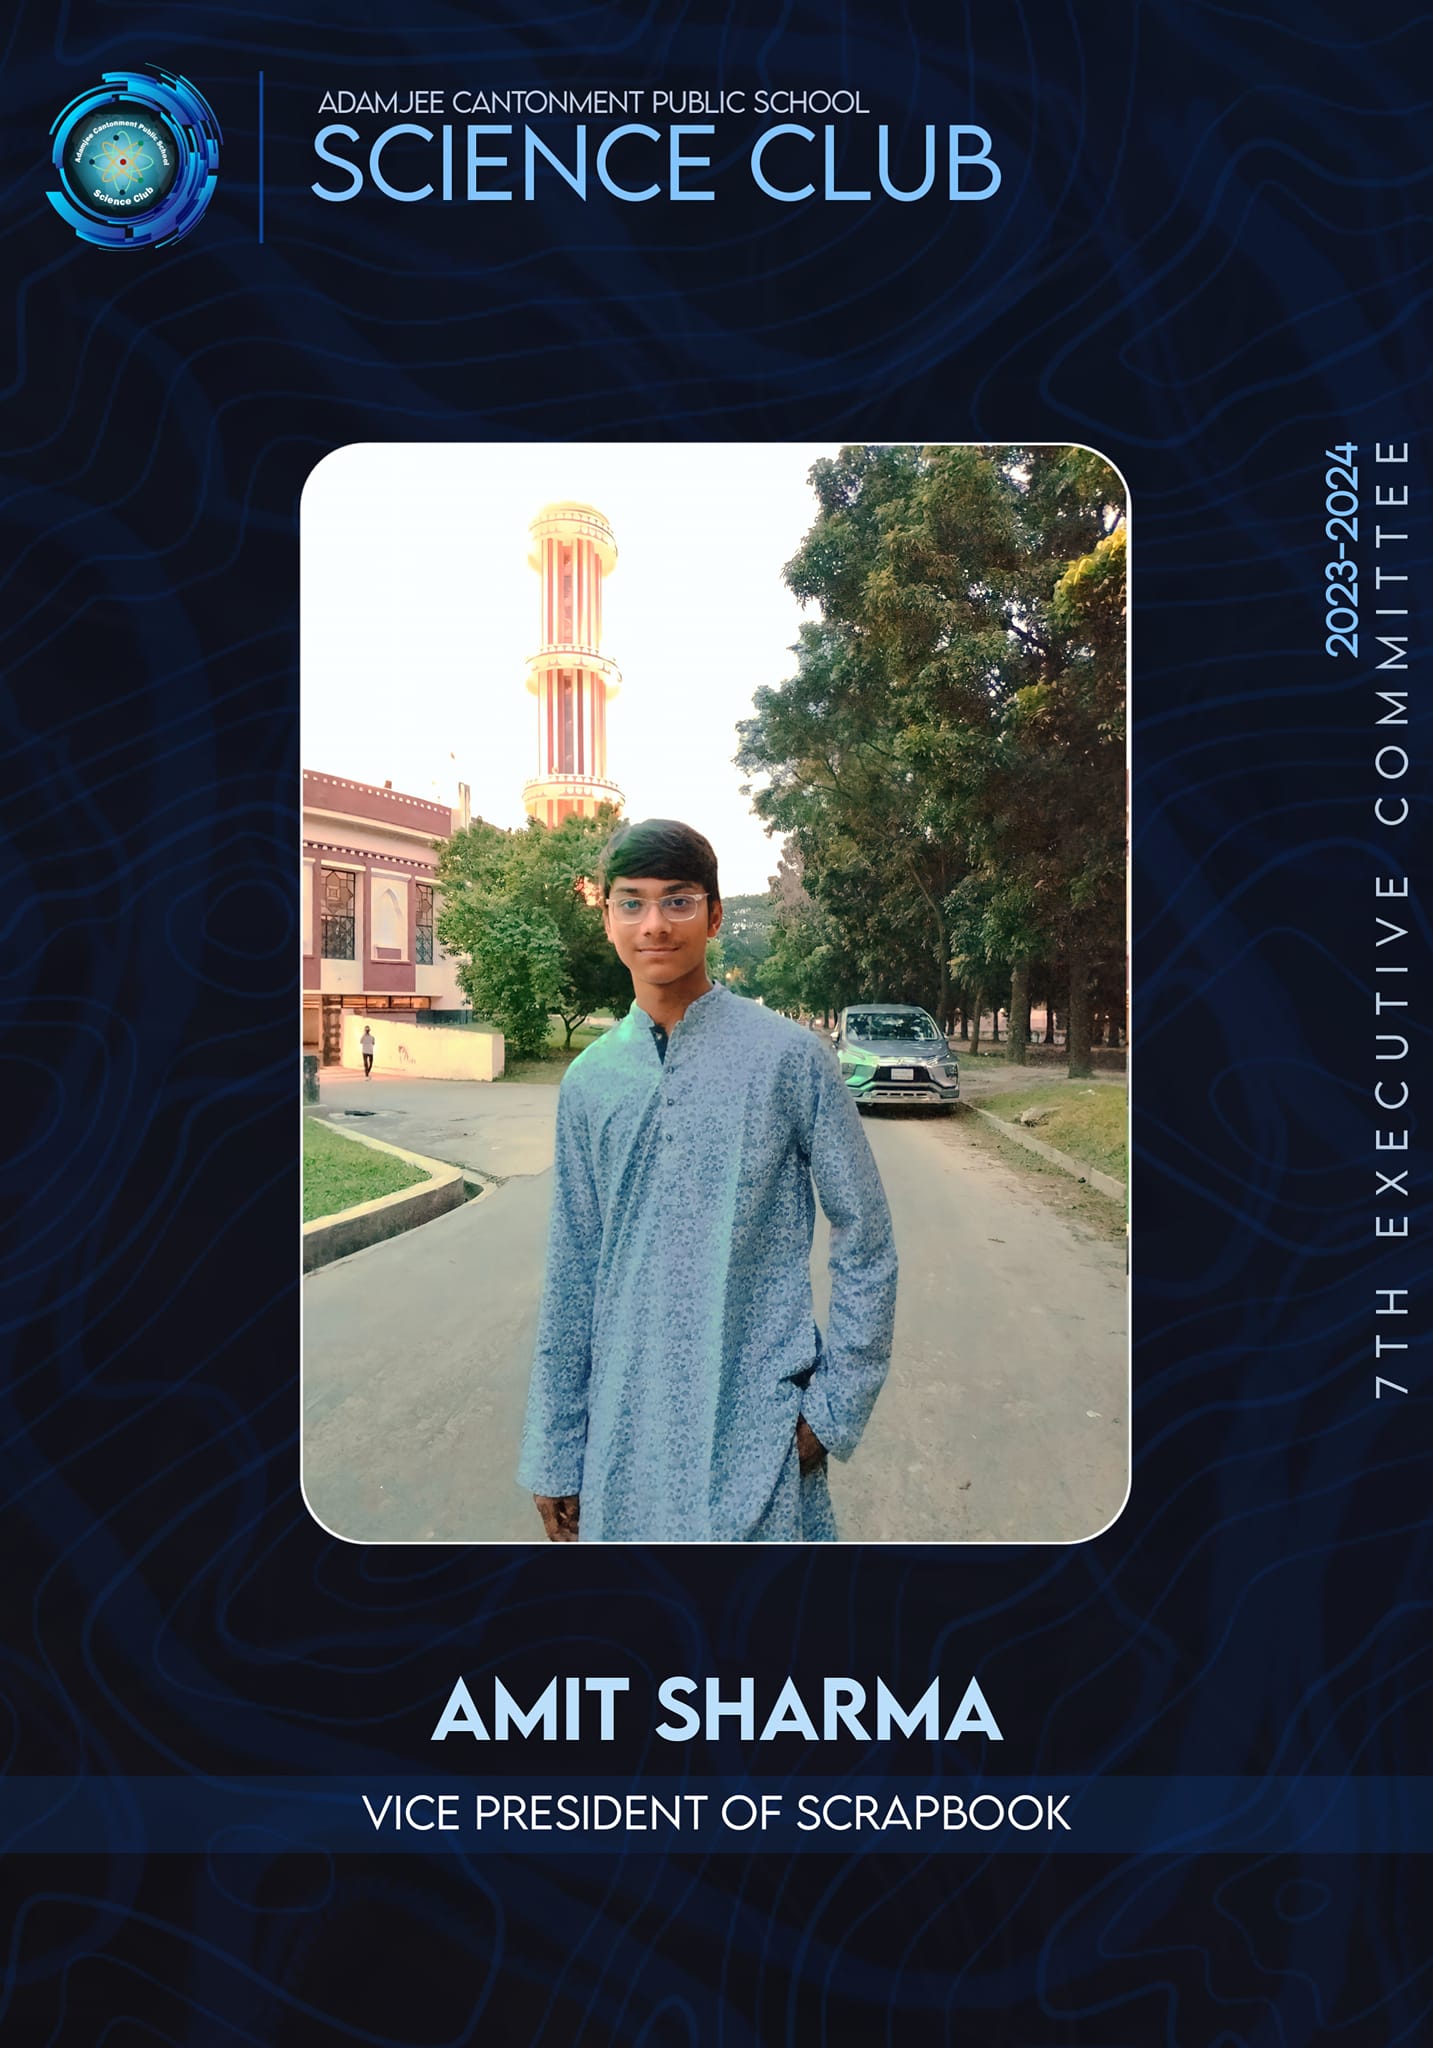 Adamjee Cantonment Public School
Science Club
ADAMJEE CANTONMENT PUBLIC SCHOOL
SCIENCE CLUB
2023-2024
7TH EXECUTIVE COMMITTEE
AMIT SHARMA
VICE PRESIDENT OF SCRAPBOOK